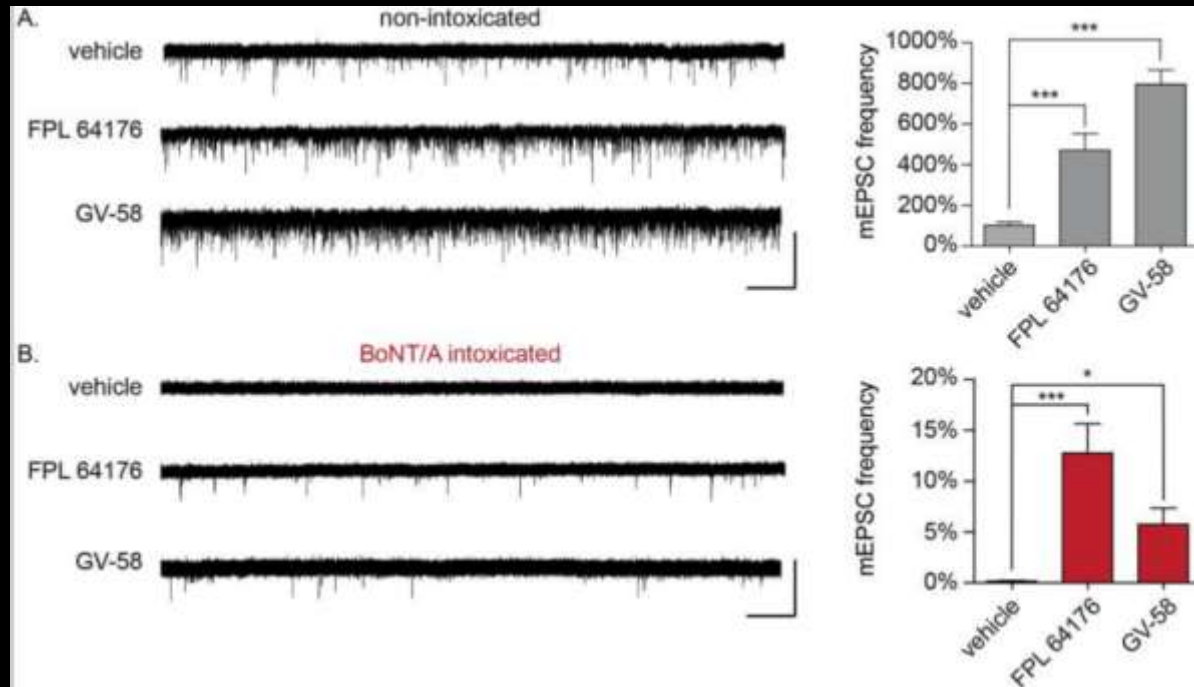 A.
non-intoxicated
vehicle
FPL 64176
GV-58
mEPSC frequency
1000%
800%
600%
400%
200%
0%
***
***
vehicle
FPL 64176
GV-58
B.
BoNT/A intoxicated
vehicle
FPL 64176
GV-58
mEPSC frequency
20%
15%
10%
5%
0%
*
***
vehicle
FPL 64176
GV-58